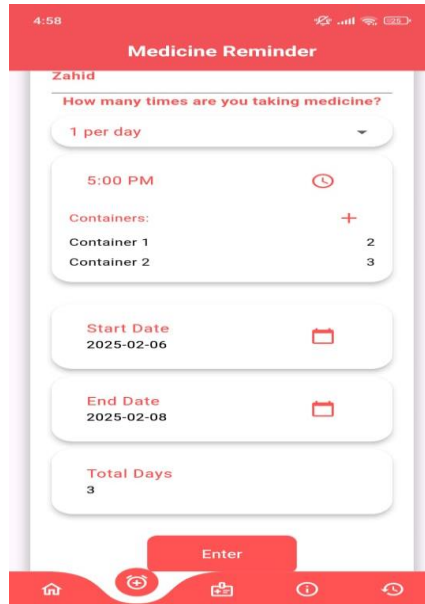 4:58
Medicine Reminder
Zahid
How many times are you taking medicine?
1 per day
5:00 PM
Containers:
Container 1 2
Container 2 3
Start Date
2025-02-06
End Date
2025-02-08
Total Days
3
Enter